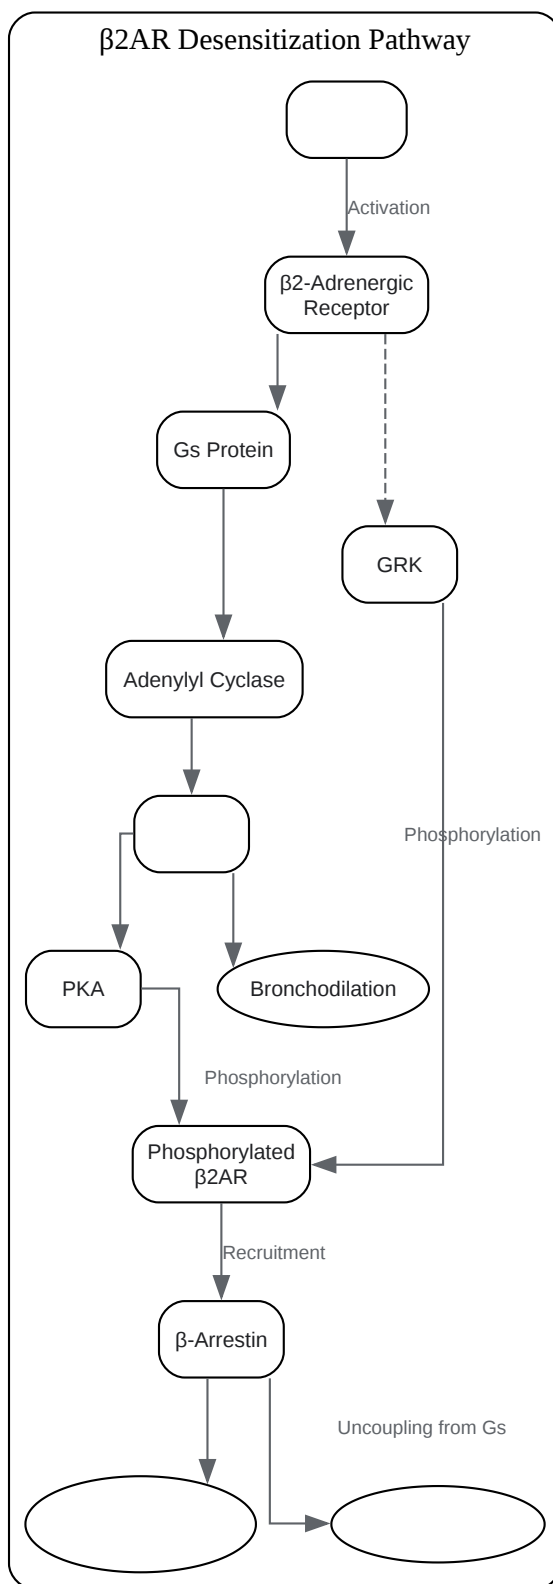 β2AR Desensitization Pathway
Activation
β2-Adrenergic
Receptor
Gs Protein
GRK
Adenylyl Cyclase
Phosphorylation
PKA
Bronchodilation
Phosphorylation
Phosphorylated
β2AR
Recruitment
β-Arrestin
Uncoupling from Gs